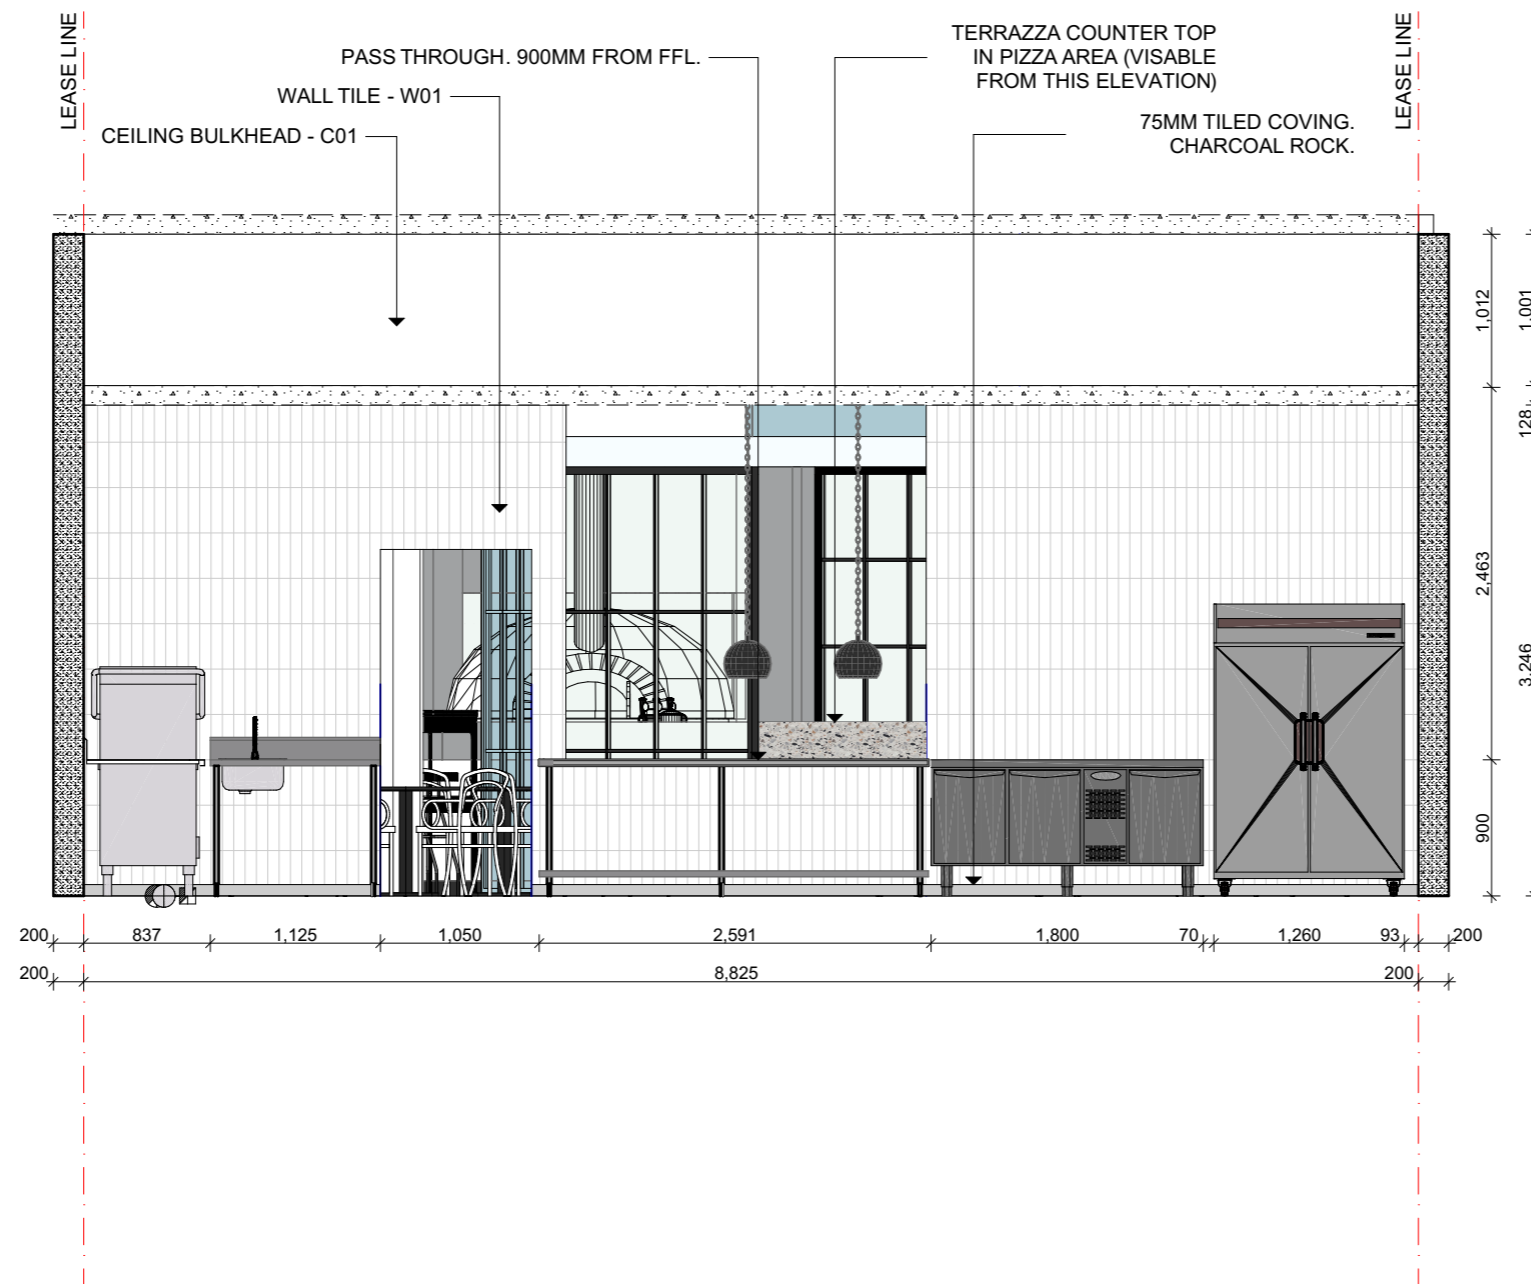 LEASE LINE
LEASE LINE
TERRAZZA COUNTER TOP
IN PIZZA AREA (VISABLE
FROM THIS ELEVATION)
PASS THROUGH. 900MM FROM FFL.
WALL TILE - W01
CEILING BULKHEAD - C01
75MM TILED COVING.
CHARCOAL ROCK.
1,012
1,001
128
2,463
3,246
900
200 837 1,125 1,050 2,591 1,800 70 1,260 93 200
200 8,825 200